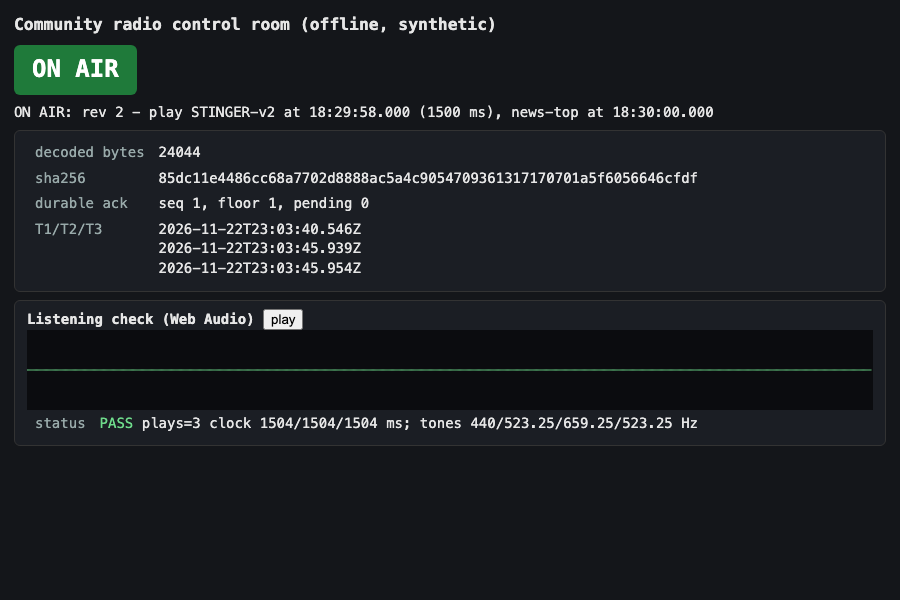 Community radio control room (offline, synthetic)
ON AIR
ON AIR: rev 2 - play STINGER-v2 at 18:29:58.000 (1500 ms), news-top at 18:30:00.000
decoded bytes 24044
sha256 85dc11e4486cc68a7702d8888ac5a4c9054709361317170701a5f6056646cfdf
durable ack seq 1, floor 1, pending 0
T1/T2/T3 2026-11-22T23:03:40.546Z
2026-11-22T23:03:45.939Z
2026-11-22T23:03:45.954Z
Listening check (Web Audio) play
status PASS plays=3 clock 1504/1504/1504 ms; tones 440/523.25/659.25/523.25 Hz